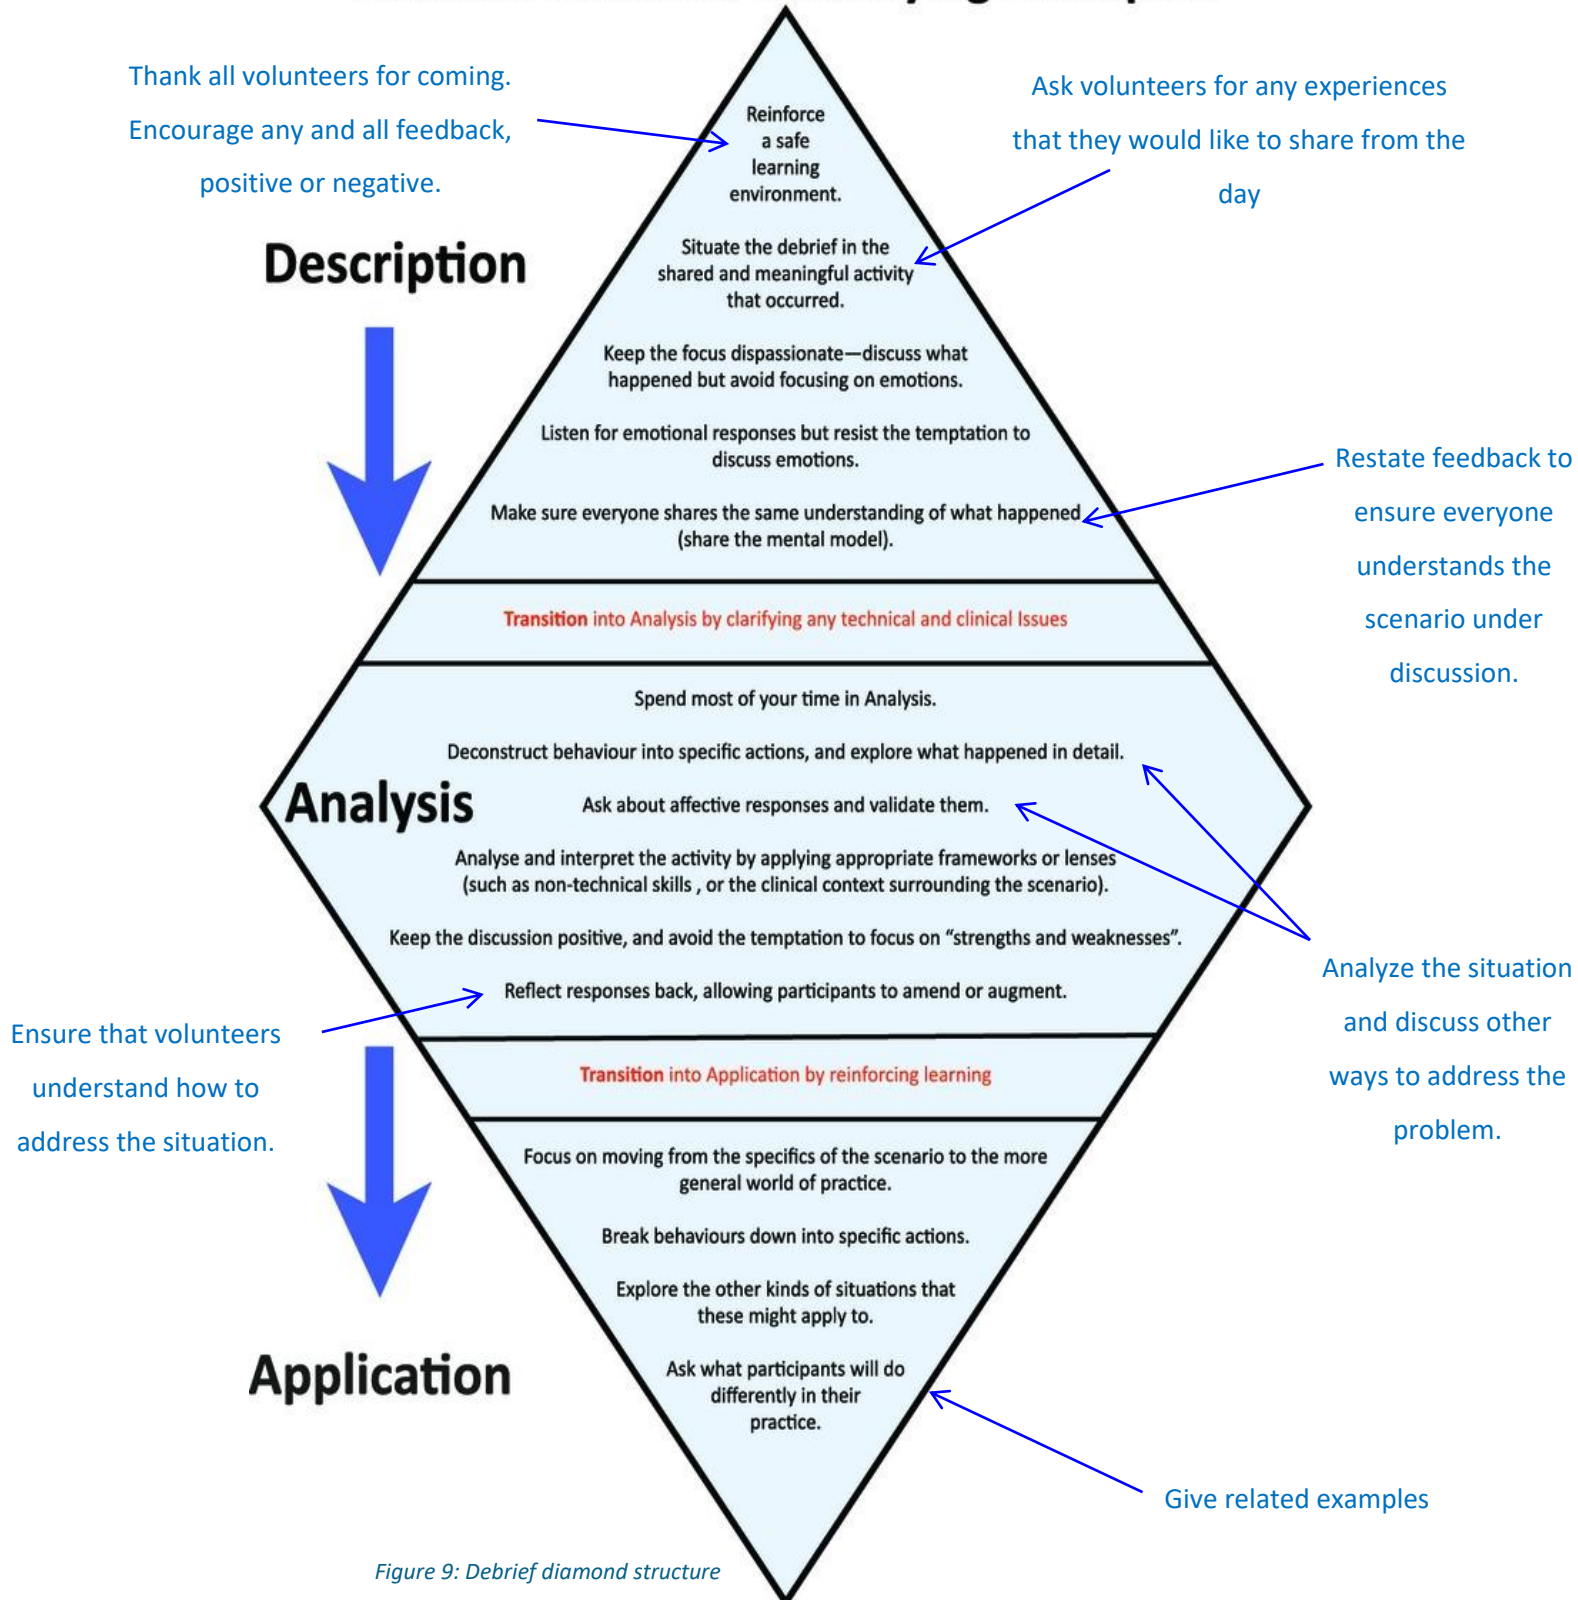 Thank all volunteers for coming.
Encourage any and all feedback,
positive or negative.
Ask volunteers for any experiences
that they would like to share from the
day
Reinforce
a safe
learning
environment.
Description
Situate the debrief in the
shared and meaningful activity
that occurred.
Keep the focus dispassionate—discuss what
happened but avoid focusing on emotions.
Listen for emotional responses but resist the temptation to
discuss emotions.
Make sure everyone shares the same understanding of what happened
(share the mental model).
Restate feedback to
ensure everyone
understands the
scenario under
discussion.
Transition into Analysis by clarifying any technical and clinical Issues
Spend most of your time in Analysis.
Deconstruct behaviour into specific actions, and explore what happened in detail.
Analysis
Ask about affective responses and validate them.
Analyse and interpret the activity by applying appropriate frameworks or lenses
(such as non-technical skills , or the clinical context surrounding the scenario).
Keep the discussion positive, and avoid the temptation to focus on “strengths and weaknesses”.
Reflect responses back, allowing participants to amend or augment.
Analyze the situation
and discuss other
ways to address the
problem.
Ensure that volunteers
understand how to
address the situation.
Transition into Application by reinforcing learning
Focus on moving from the specifics of the scenario to the more
general world of practice.
Break behaviours down into specific actions.
Explore the other kinds of situations that
these might apply to.
Application
Ask what participants will do
differently in their
practice.
Give related examples
Figure 9: Debrief diamond structure